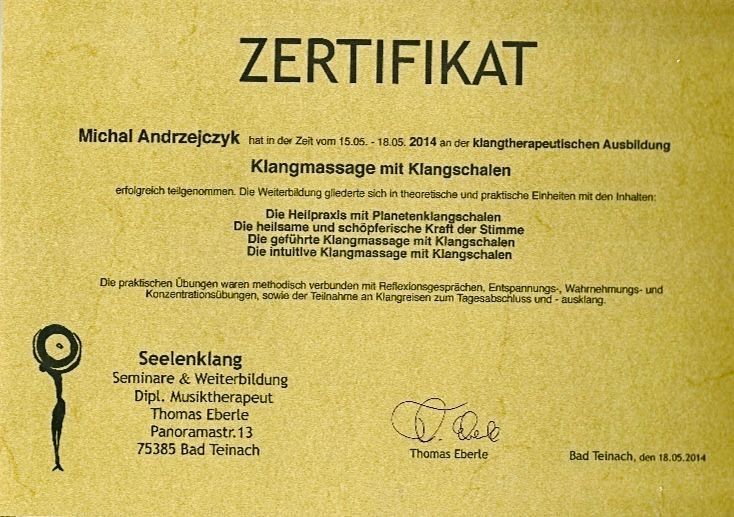 ZERTIFIKAT
Michal Andrzejczyk hat in der Zeit vom 15.05. - 18.05. 2014 an der klangtherapeutischen Ausbildung
Klangmassage mit Klangschalen
erfolgreich teilgenommen. Die Weiterbildung gliederte sich in theoretische und praktische Einheiten mit den Inhalten:
Die Heilpraxis mit Planetenklangschalen
Die heilsame und schöpferische Kraft der Stimme
Die geführte Klangmassage mit Klangschalen
Die intuitive Klangmassage mit Klangschalen
Die praktischen Übungen waren methodisch verbunden mit Reflexionsgesprächen, Entspannungs-, Wahrnehmungs- und
Konzentrationsübungen, sowie der Teilnahme an Klangreisen zum Tagesabschluss und - ausklang.
Seelenklang
Seminare & Weiterbildung
Dipl. Musiktherapeut
Thomas Eberle
Panoramastr.13
75385 Bad Teinach
T. Eberle
Thomas Eberle
Bad Teinach, den 18.05.2014